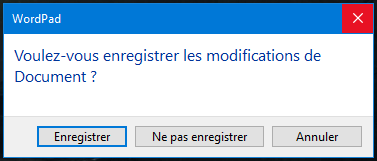 WordPad
Voulez-vous enregistrer les modifications de
Document ?
Enregistrer
Ne pas enregistrer
Annuler